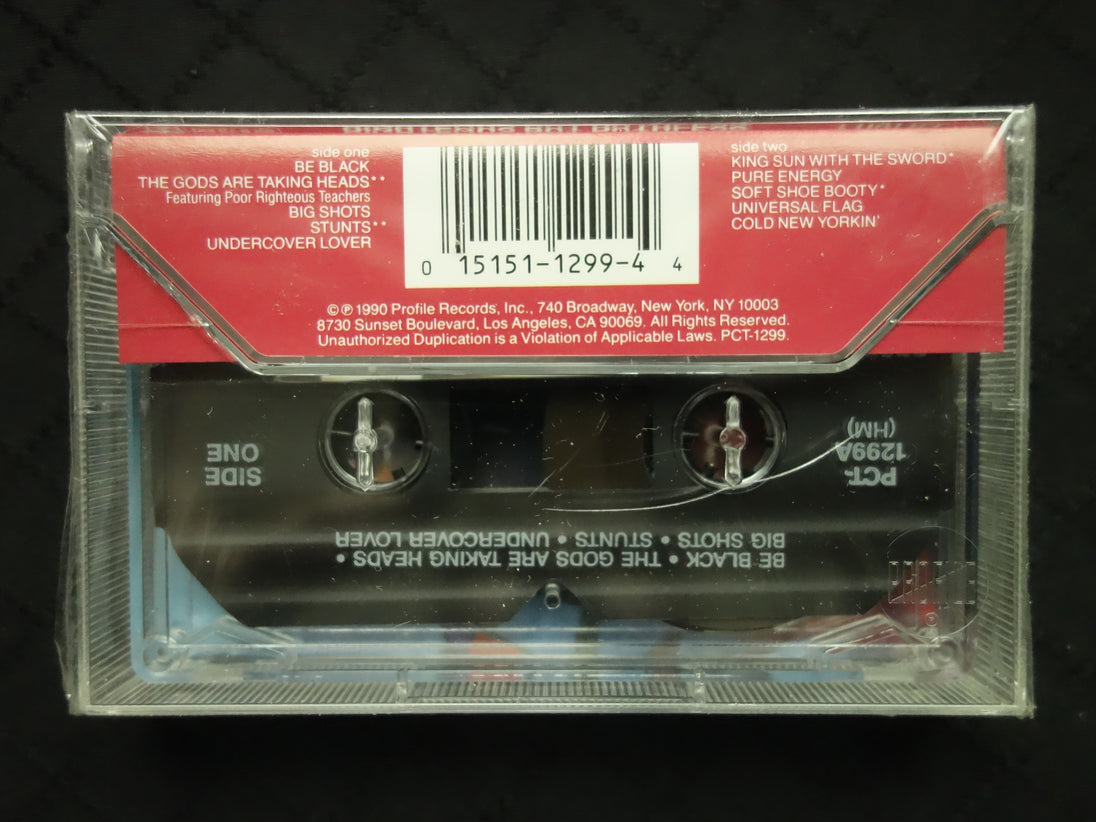 side one
BE BLACK
THE GODS ARE TAKING HEADS**
Featuring Poor Righteous Teachers
BIG SHOTS
STUNTS**
UNDERCOVER LOVER
0 15151-1299-4 4
side two
KING SUN WITH THE SWORD*
PURE ENERGY
SOFT SHOE BOOTY*
UNIVERSAL FLAG
COLD NEW YORKIN'
©℗ 1990 Profile Records, Inc., 740 Broadway, New York, NY 10003
8730 Sunset Boulevard, Los Angeles, CA 90069. All Rights Reserved.
Unauthorized Duplication is a Violation of Applicable Laws. PCT-1299.
SIDE
ONE
PCT-
1299A
(HM)
BE BLACK • THE GODS ARE TAKING HEADS •
BIG SHOTS • STUNTS • UNDERCOVER LOVER